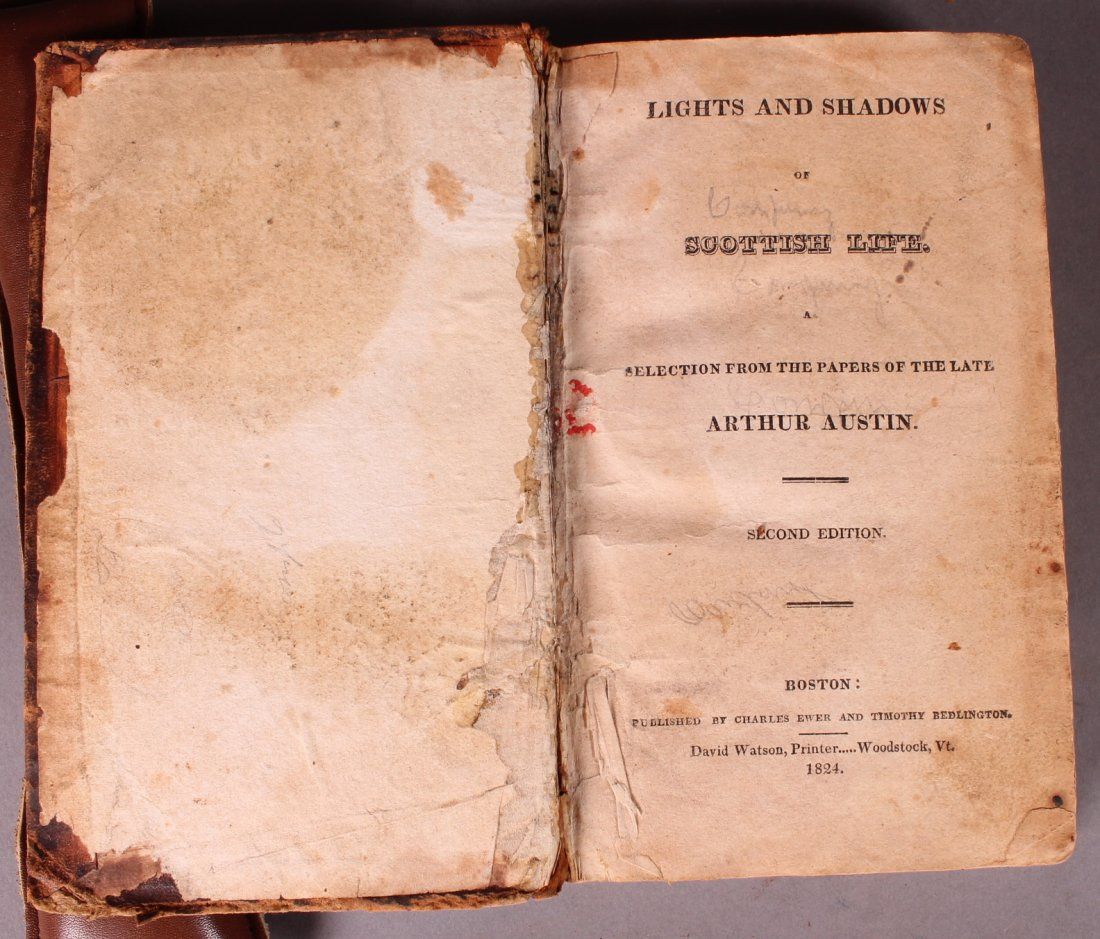 LIGHTS AND SHADOWS
OF
SCOTTISH LIFE.
A
SELECTION FROM THE PAPERS OF THE LATE
ARTHUR AUSTIN.
SECOND EDITION.
BOSTON:
PUBLISHED BY CHARLES EWER AND TIMOTHY BEDLINGTON.
David Watson, Printer.....Woodstock, Vt.
1824.